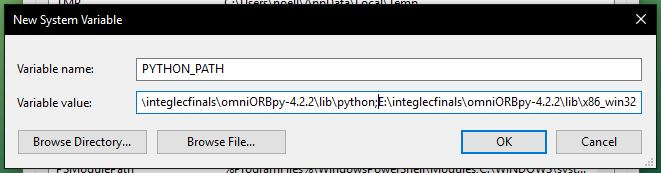 New System Variable
Variable name:
PYTHON_PATH
Variable value:
\integlecfinals\omniORBpy-4.2.2\lib\python;E:\integlecfinals\omniORBpy-4.2.2\lib\x86_win32
Browse Directory...
Browse File...
OK
Cancel